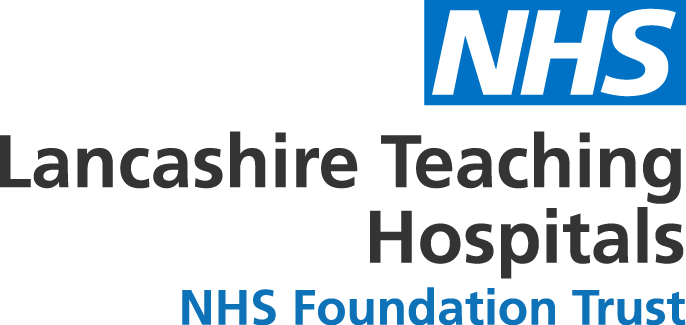 NHS
Lancashire Teaching
Hospitals
NHS Foundation Trust